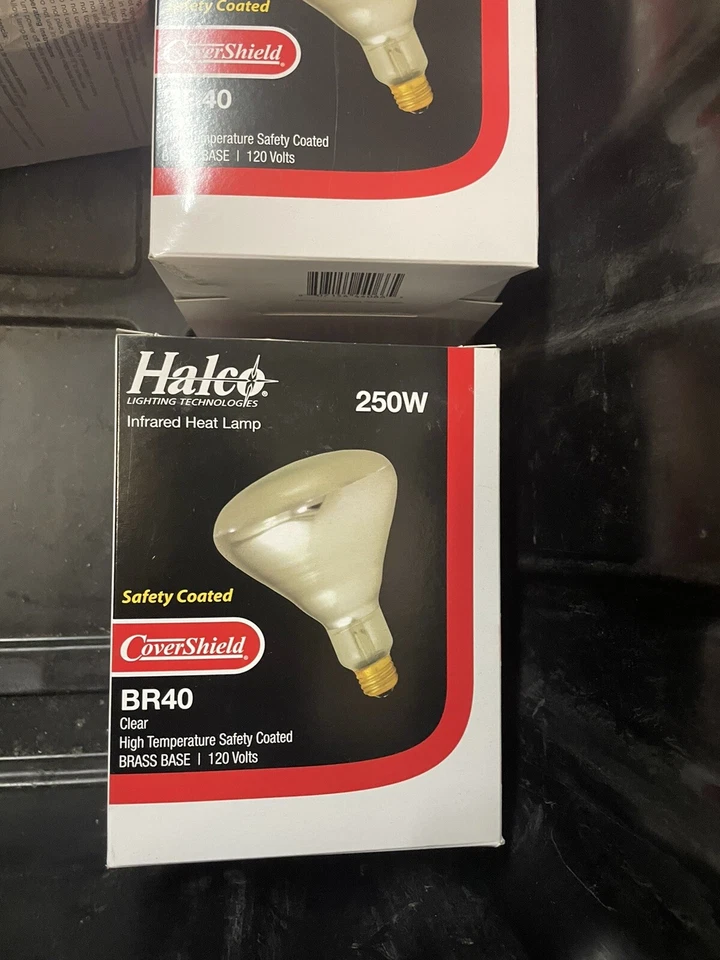 Safety Coated
CoverShield®
BR40
High Temperature Safety Coated
BRASS BASE | 120 Volts
Halco®
LIGHTING TECHNOLOGIES
Infrared Heat Lamp
250W
Safety Coated
CoverShield®
BR40
Clear
High Temperature Safety Coated
BRASS BASE | 120 Volts